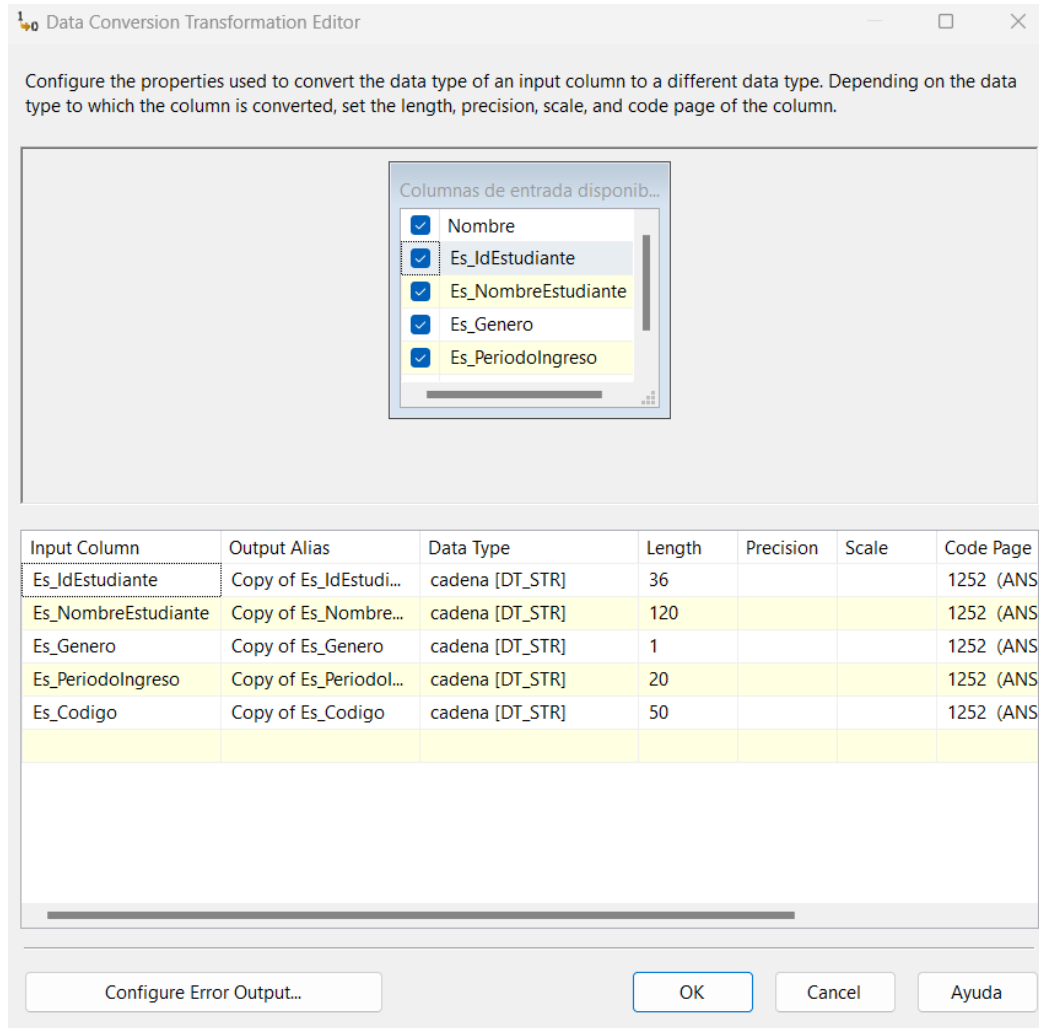 Data Conversion Transformation Editor
Configure the properties used to convert the data type of an input column to a different data type. Depending on the data
type to which the column is converted, set the length, precision, scale, and code page of the column.
Columnas de entrada disponib...
Nombre
Es_IdEstudiante
Es_NombreEstudiante
Es_Genero
Es_PeriodoIngreso
Input Column Output Alias Data Type Length Precision Scale Code Page
Es_IdEstudiante Copy of Es_IdEstudi... cadena [DT_STR] 36 1252 (ANS
Es_NombreEstudiante Copy of Es_Nombre... cadena [DT_STR] 120 1252 (ANS
Es_Genero Copy of Es_Genero cadena [DT_STR] 1 1252 (ANS
Es_PeriodoIngreso Copy of Es_PeriodoI... cadena [DT_STR] 20 1252 (ANS
Es_Codigo Copy of Es_Codigo cadena [DT_STR] 50 1252 (ANS
Configure Error Output... OK Cancel Ayuda